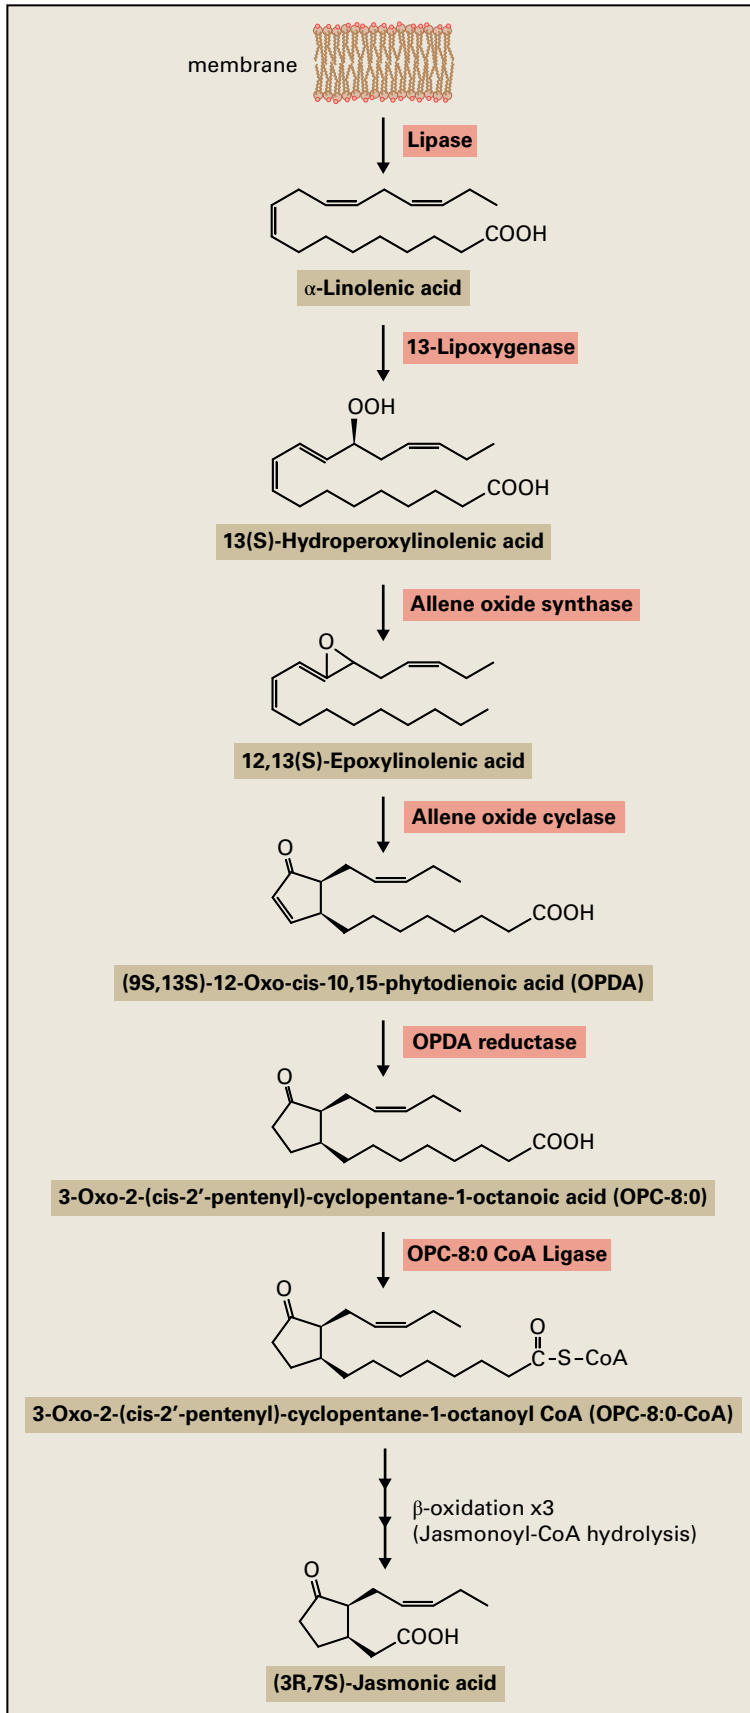 membrane
Lipase
COOH
α-Linolenic acid
13-Lipoxygenase
OOH
COOH
13(S)-Hydroperoxylinolenic acid
Allene oxide synthase
O
12,13(S)-Epoxylinolenic acid
Allene oxide cyclase
O
COOH
(9S,13S)-12-Oxo-cis-10,15-phytodienoic acid (OPDA)
OPDA reductase
O
COOH
3-Oxo-2-(cis-2′-pentenyl)-cyclopentane-1-octanoic acid (OPC-8:0)
OPC-8:0 CoA Ligase
O
O
C-S-CoA
3-Oxo-2-(cis-2′-pentenyl)-cyclopentane-1-octanoyl CoA (OPC-8:0-CoA)
β-oxidation x3
(Jasmonoyl-CoA hydrolysis)
O
COOH
(3R,7S)-Jasmonic acid